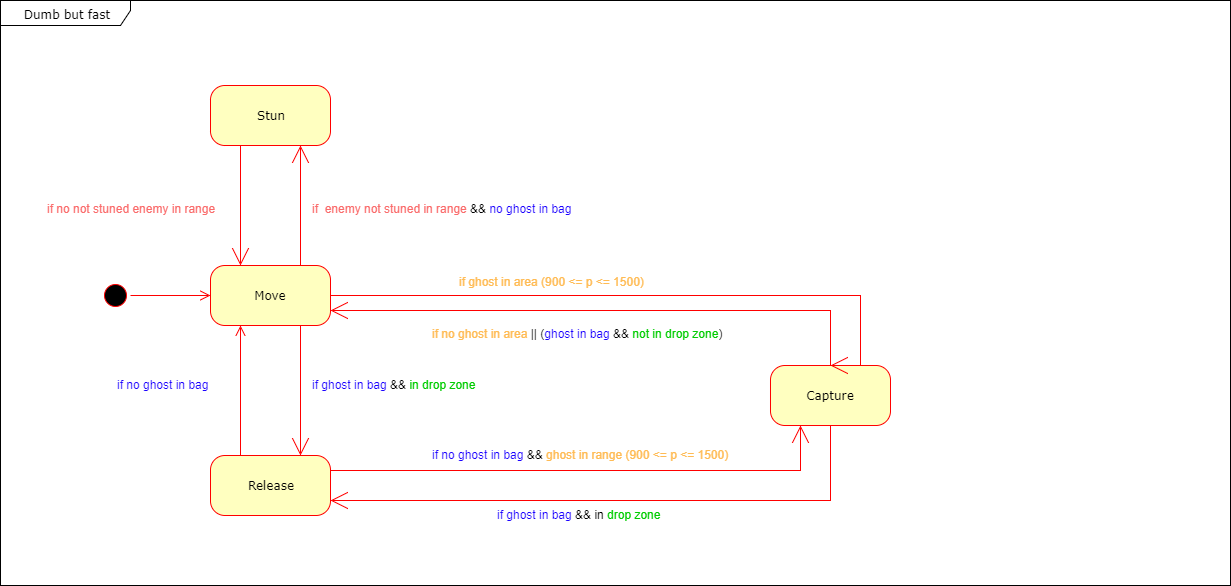 Dumb but fast
Stun
if no not stuned enemy in range
if enemy not stuned in range && no ghost in bag
if ghost in area (900 <= p <= 1500)
Move
if no ghost in area || (ghost in bag && not in drop zone)
if no ghost in bag
if ghost in bag && in drop zone
Capture
if no ghost in bag && ghost in range (900 <= p <= 1500)
Release
if ghost in bag && in drop zone